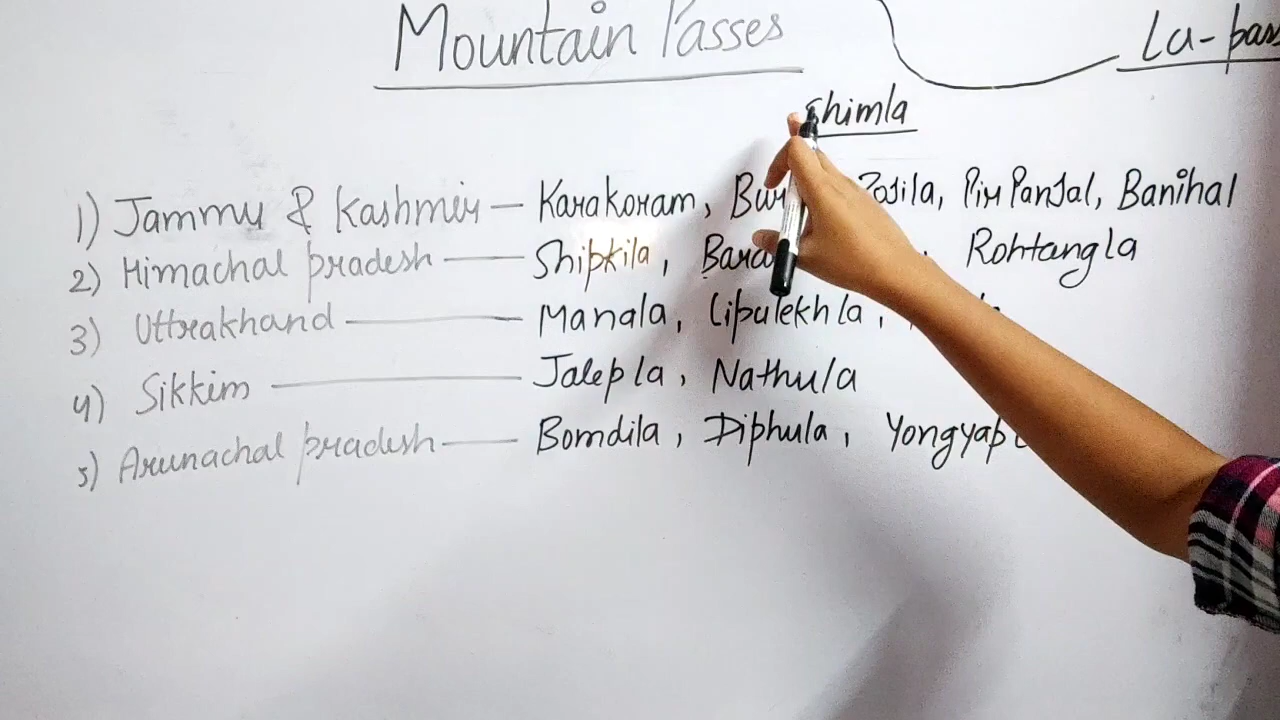 Mountain Passes
La-pass
Shimla
1) Jammu & Kashmir — Karakoram, Zojila, Pir Panjal, Banihal
2) Himachal pradesh — Shipkila, Rohtangla
3) Uttrakhand — Manala, Lipulekhla,
4) Sikkim — Jalepla, Nathula
5) Arunachal pradesh — Bomdila, Diphula,